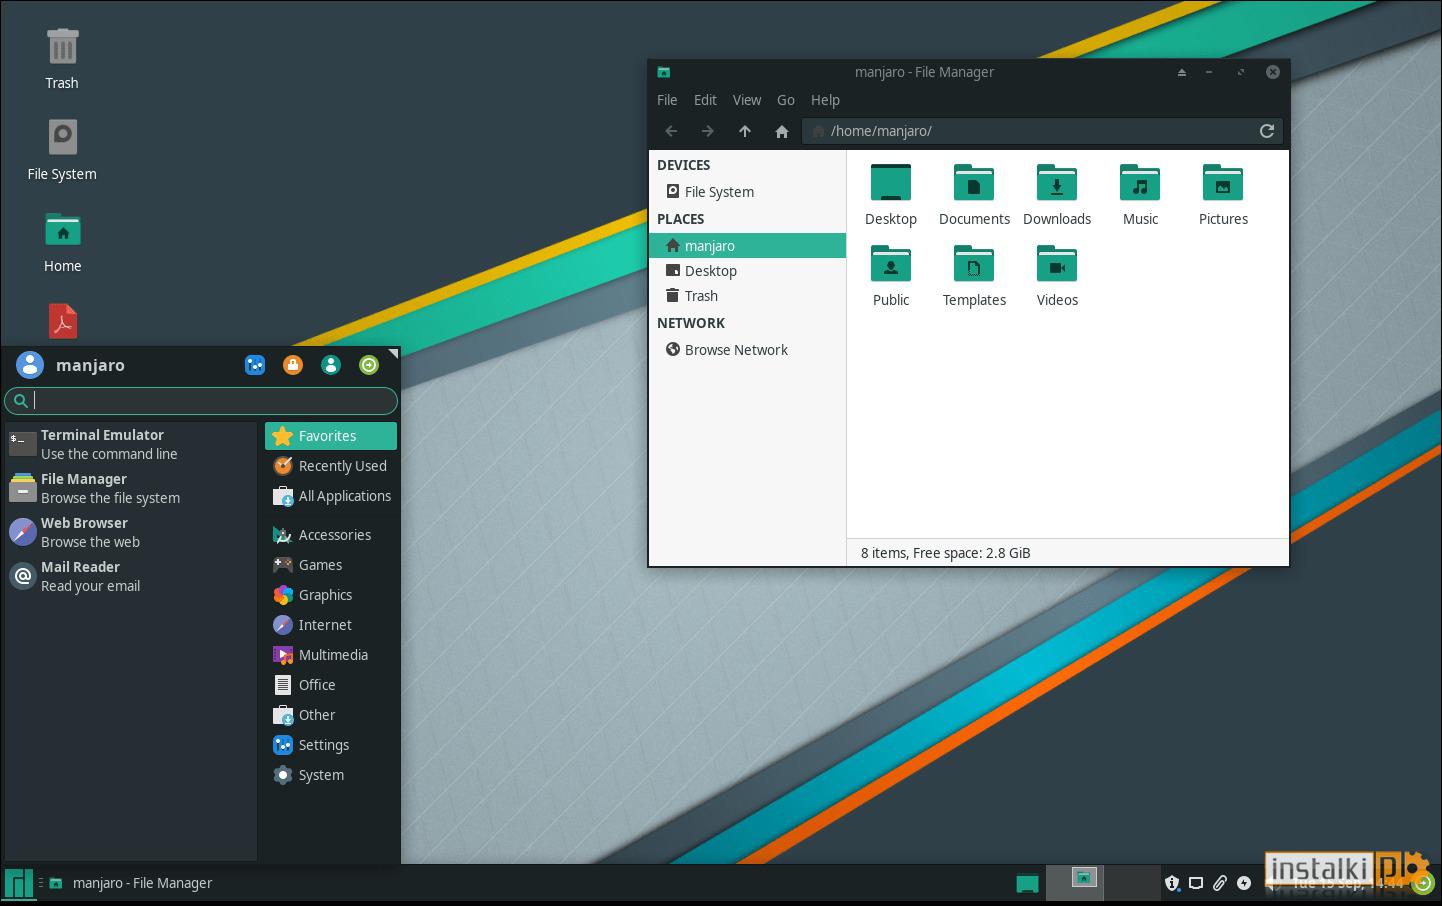 Trash
File System
Home
manjaro
Terminal Emulator
Use the command line
File Manager
Browse the file system
Web Browser
Browse the web
Mail Reader
Read your email
Favorites
Recently Used
All Applications
Accessories
Games
Graphics
Internet
Multimedia
Office
Other
Settings
System
manjaro - File Manager
File Edit View Go Help
/home/manjaro/
DEVICES
File System
PLACES
manjaro
Desktop
Trash
NETWORK
Browse Network
Desktop Documents Downloads Music Pictures
Public Templates Videos
8 items, Free space: 2.8 GiB
manjaro - File Manager
instalki.pl